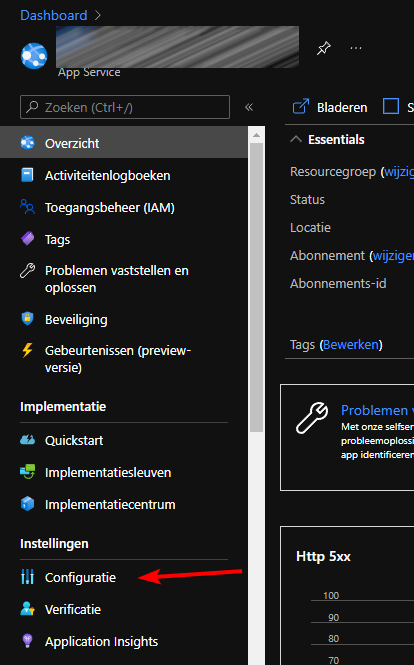 Dashboard
App Service
Zoeken (Ctrl+/)
Overzicht
Activiteitenlogboeken
Toegangsbeheer (IAM)
Tags
Problemen vaststellen en
oplossen
Beveiliging
Gebeurtenissen (preview-
versie)
Implementatie
Quickstart
Implementatiesleuven
Implementatiecentrum
Instellingen
Configuratie
Verificatie
Application Insights
Bladeren S
Essentials
Resourcegroep (wijzig
Status
Locatie
Abonnement (wijziger
Abonnements-id
Tags (Bewerken)
Problemen v
Met onze selfser
probleemoplossi
app identificeren
Http 5xx
100
90
80
70